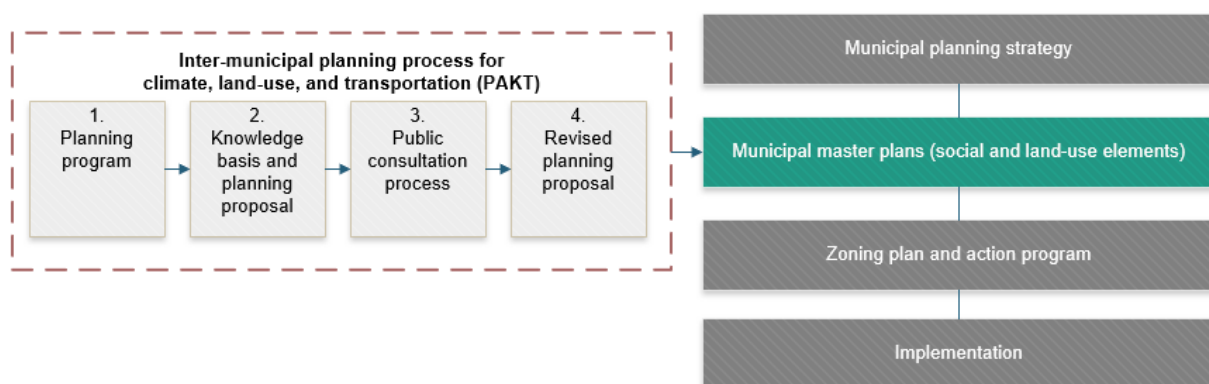 Inter-municipal planning process for
climate, land-use, and transportation (PAKT)
1.
Planning
program
2.
Knowledge
basis and
planning
proposal
3.
Public
consultation
process
4.
Revised
planning
proposal
Municipal planning strategy
Municipal master plans (social and land-use elements)
Zoning plan and action program
Implementation